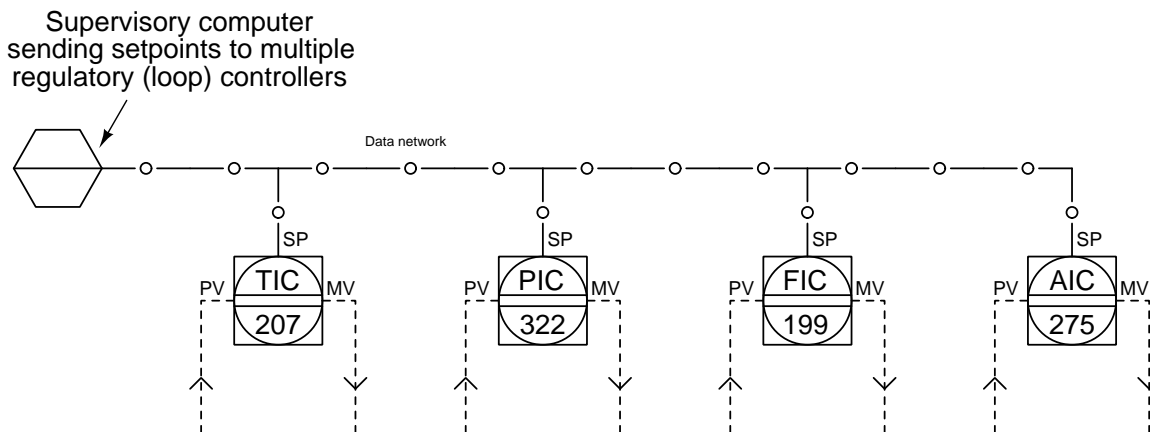 Supervisory computer
sending setpoints to multiple
regulatory (loop) controllers
Data network
SP SP SP SP
PV TIC MV PV PIC MV PV FIC MV PV AIC MV
207 322 199 275